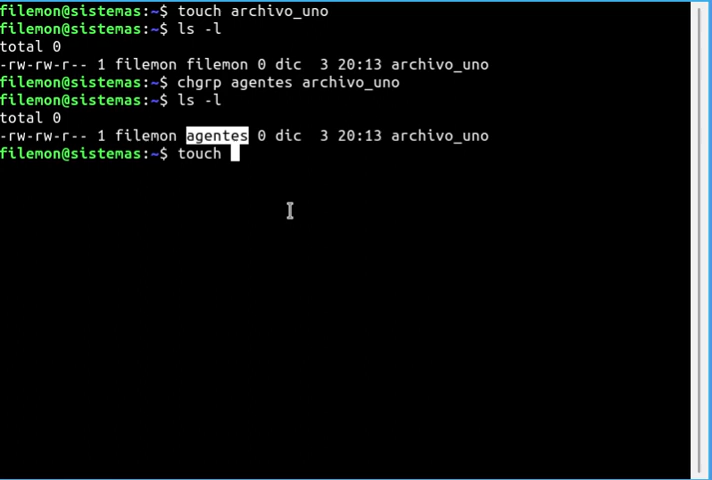 filemon@sistemas:~$ touch archivo_uno
filemon@sistemas:~$ ls -l
total 0
-rw-rw-r-- 1 filemon filemon 0 dic  3 20:13 archivo_uno
filemon@sistemas:~$ chgrp agentes archivo_uno
filemon@sistemas:~$ ls -l
total 0
-rw-rw-r-- 1 filemon agentes 0 dic  3 20:13 archivo_uno
filemon@sistemas:~$ touch